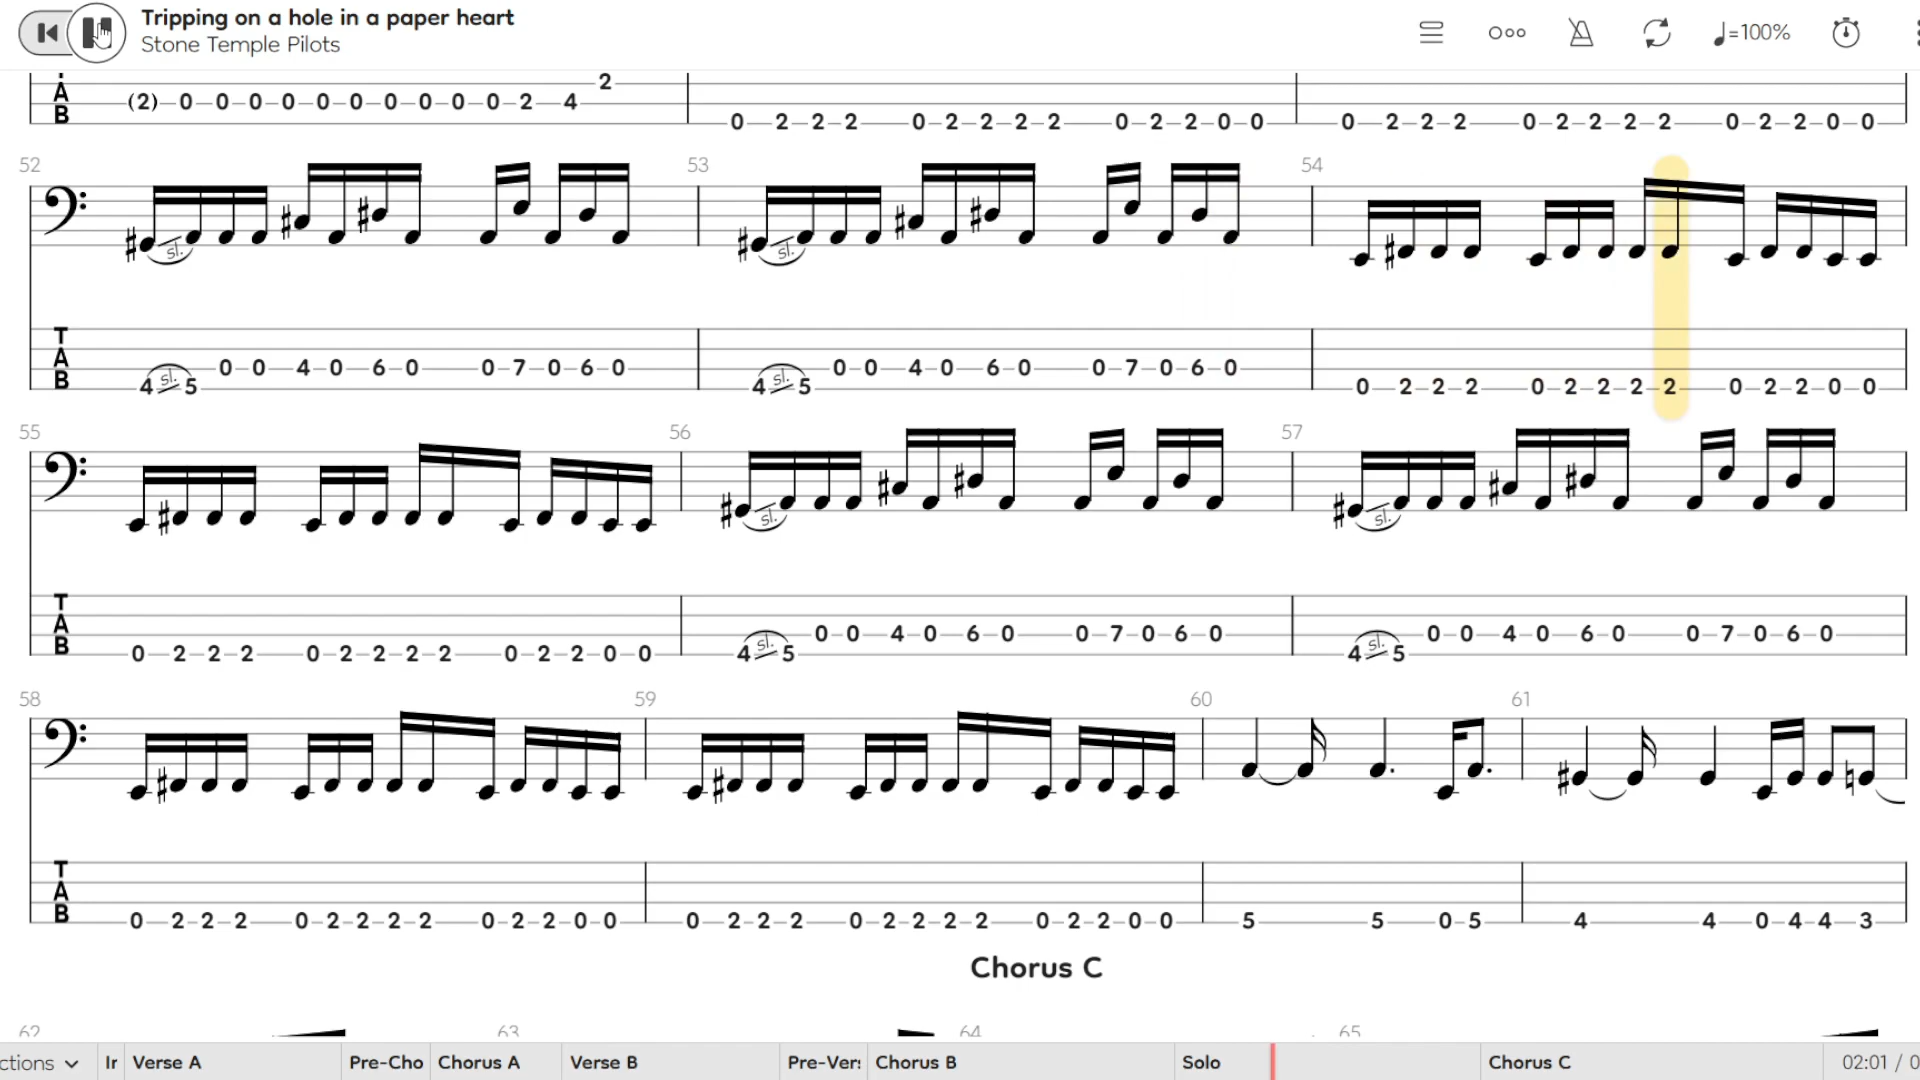 Tripping on a hole in a paper heart
Stone Temple Pilots
=100%
A
B
(2) 0 0 0 0 0 0 0 0 0 0 2 4 2
0 2 2 2 0 2 2 2 2 0 2 2 0 0
0 2 2 2 0 2 2 2 2 0 2 2 0 0
52 53 54
sl. sl.
T
A
B
4 sl. 5 0 0 4 0 6 0 0 7 0 6 0
4 sl. 5 0 0 4 0 6 0 0 7 0 6 0
0 2 2 2 0 2 2 2 2 0 2 2 0 0
55 56 57
sl. sl.
T
A
B
0 2 2 2 0 2 2 2 2 0 2 2 0 0
4 sl. 5 0 0 4 0 6 0 0 7 0 6 0
4 sl. 5 0 0 4 0 6 0 0 7 0 6 0
58 59 60 61
T
A
B
0 2 2 2 0 2 2 2 2 0 2 2 0 0
0 2 2 2 0 2 2 2 2 0 2 2 0 0
5 5 0 5
4 4 0 4 4 3
Chorus C
62 63 64 65
ctions Ir Verse A Pre-Cho Chorus A Verse B Pre-Vers Chorus B Solo Chorus C 02:01 / 0